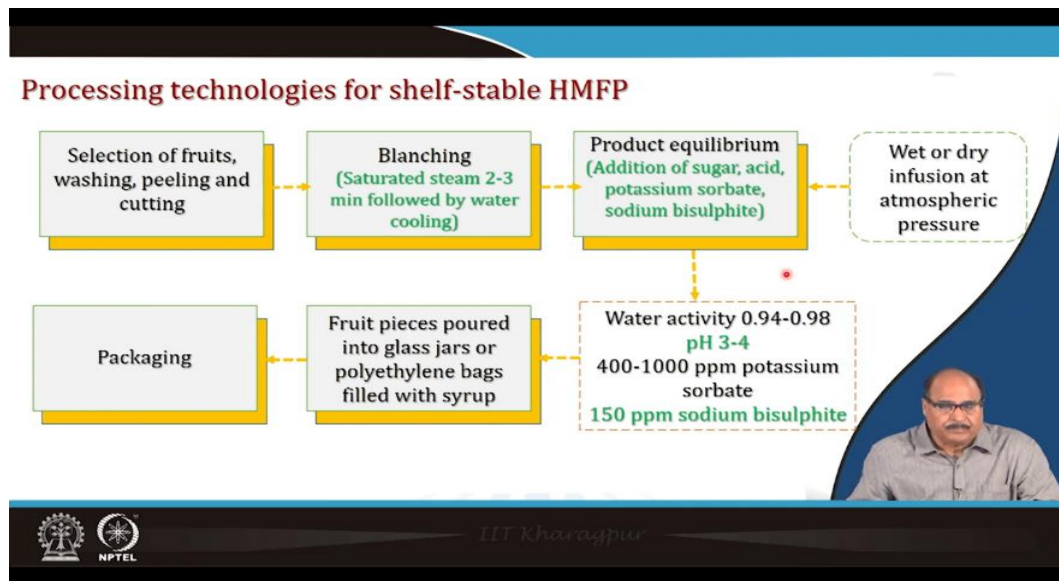 Processing technologies for shelf-stable HMFP
Selection of fruits,
washing, peeling and
cutting
Blanching
(Saturated steam 2-3
min followed by water
cooling)
Product equilibrium
(Addition of sugar, acid,
potassium sorbate,
sodium bisulphite)
Wet or dry
infusion at
atmospheric
pressure
Water activity 0.94-0.98
pH 3-4
400-1000 ppm potassium
sorbate
150 ppm sodium bisulphite
Fruit pieces poured
into glass jars or
polyethylene bags
filled with syrup
Packaging
NPTEL
IIT Kharagpur